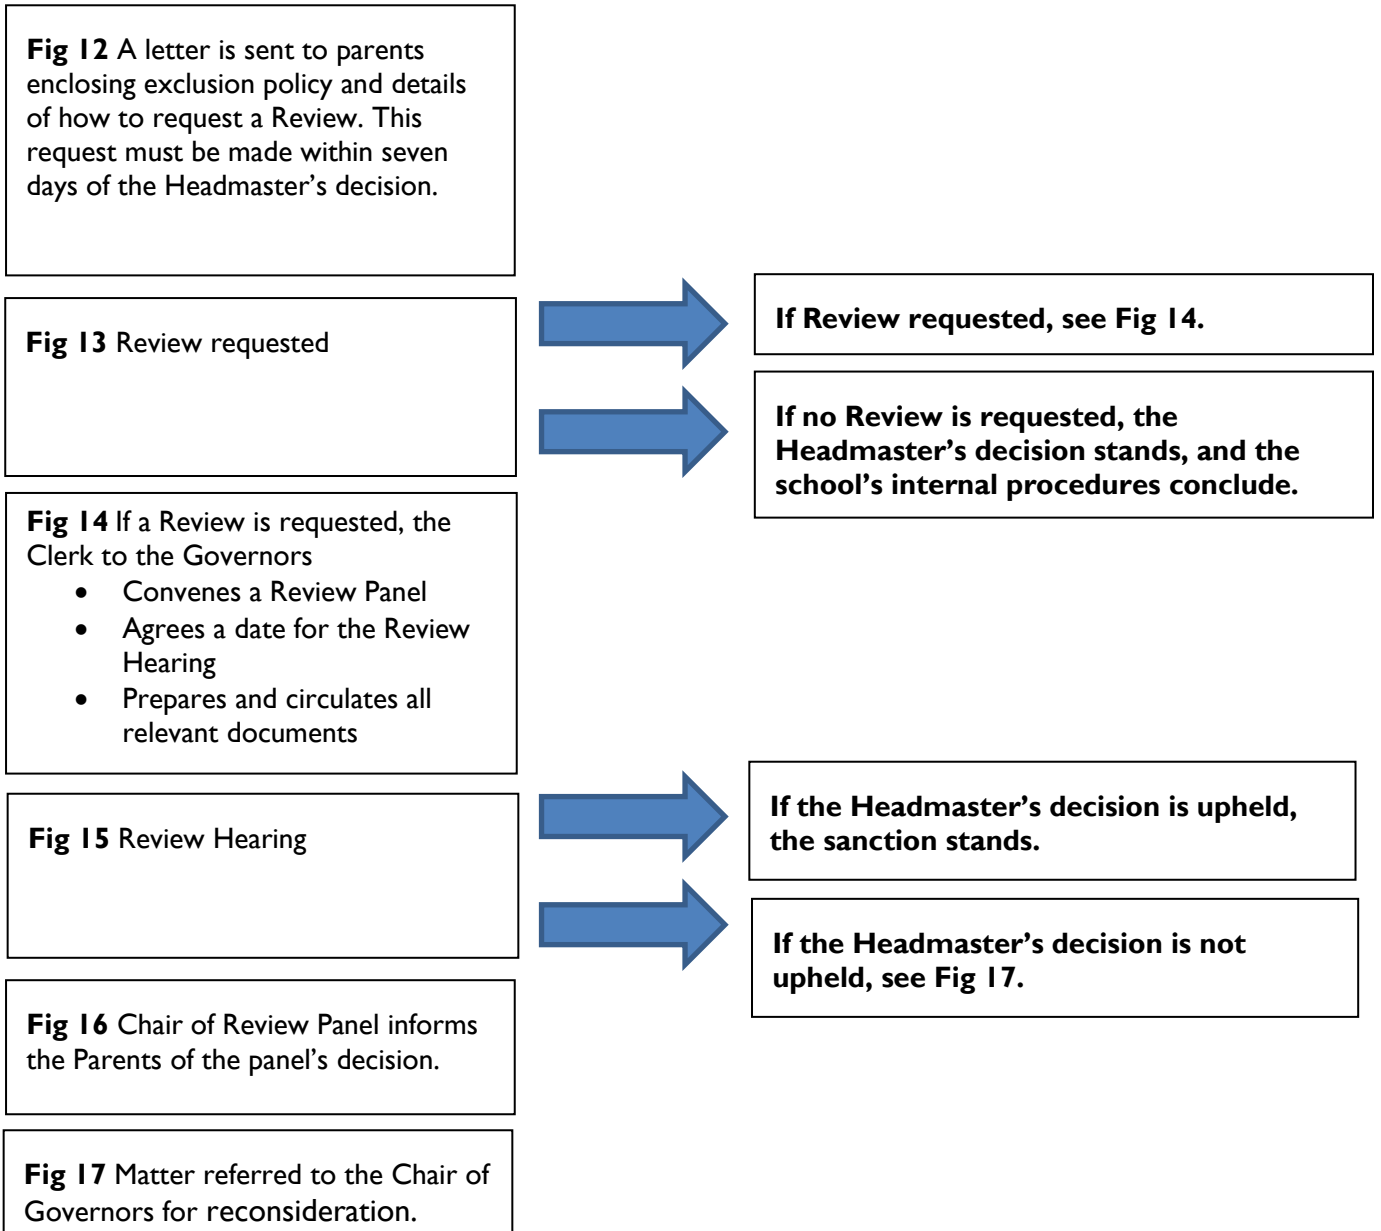 Fig 12 A letter is sent to parents
enclosing exclusion policy and details
of how to request a Review. This
request must be made within seven
days of the Headmaster’s decision.
Fig 13 Review requested
If Review requested, see Fig 14.
If no Review is requested, the
Headmaster’s decision stands, and the
school’s internal procedures conclude.
Fig 14 If a Review is requested, the
Clerk to the Governors
• Convenes a Review Panel
• Agrees a date for the Review
Hearing
• Prepares and circulates all
relevant documents
Fig 15 Review Hearing
If the Headmaster’s decision is upheld,
the sanction stands.
If the Headmaster’s decision is not
upheld, see Fig 17.
Fig 16 Chair of Review Panel informs
the Parents of the panel’s decision.
Fig 17 Matter referred to the Chair of
Governors for reconsideration.